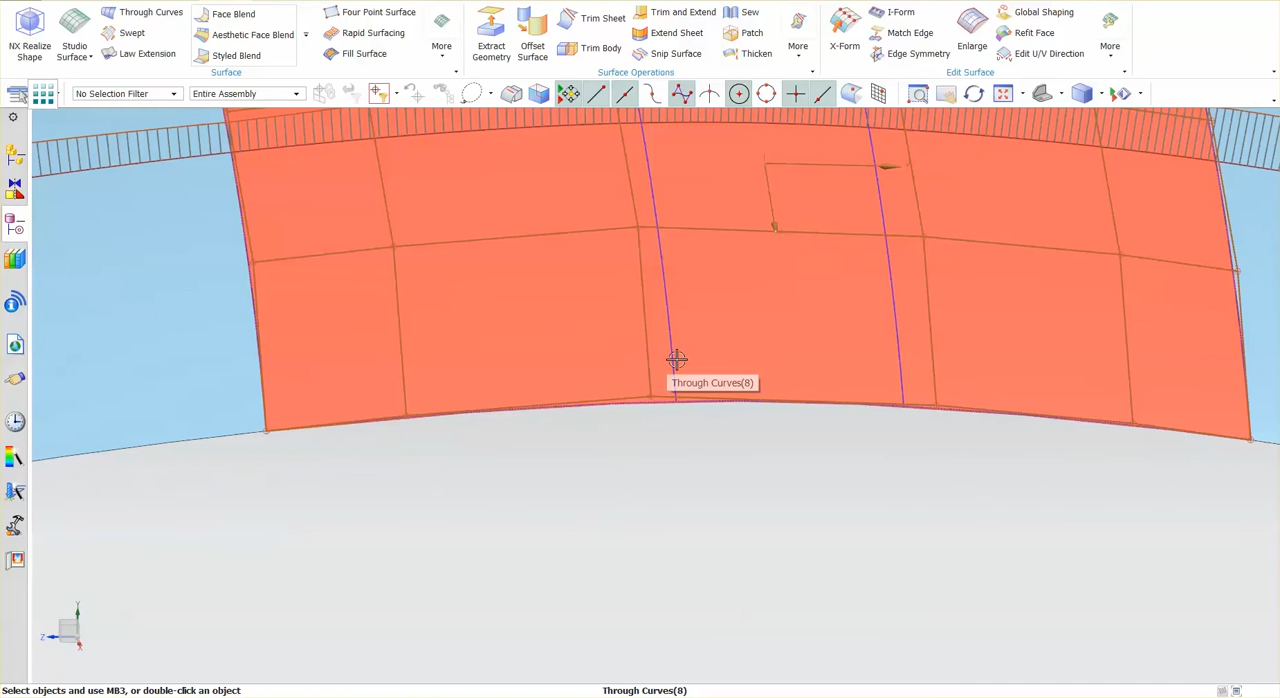 NX Realize
Shape
Studio
Surface
Through Curves
Swept
Law Extension
Face Blend
Aesthetic Face Blend
Styled Blend
Four Point Surface
Rapid Surfacing
Fill Surface
More
Surface
Extract
Geometry
Offset
Surface
Trim Sheet
Trim Body
Trim and Extend
Extend Sheet
Snip Surface
Sew
Patch
Thicken
More
Surface Operations
X-Form
I-Form
Match Edge
Edge Symmetry
Enlarge
Global Shaping
Refit Face
Edit U/V Direction
More
Edit Surface
No Selection Filter
Entire Assembly
Through Curves(8)
Y
Z
X
Select objects and use MB3, or double-click an object
Through Curves(8)